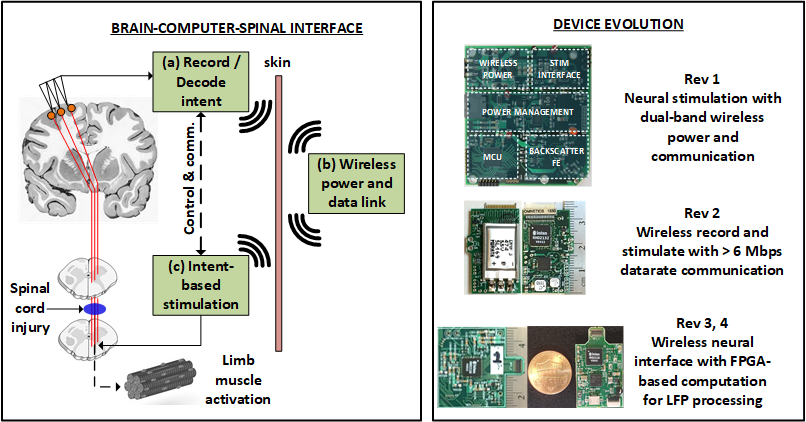 BRAIN-COMPUTER-SPINAL INTERFACE
(a) Record /
Decode
intent
skin
Control & comm.
(b) Wireless
power and
data link
(c) Intent-
based
stimulation
Spinal
cord
injury
Limb
muscle
activation
DEVICE EVOLUTION
WIRELESS
POWER
STIM
INTERFACE
POWER MANAGEMENT
MCU
BACKSCATTER
FE
Rev 1
Neural stimulation with
dual-band wireless
power and
communication
intan
Rev 2
Wireless record and
stimulate with > 6 Mbps
datarate communication
Rev 3, 4
Wireless neural
interface with FPGA-
based computation
for LFP processing